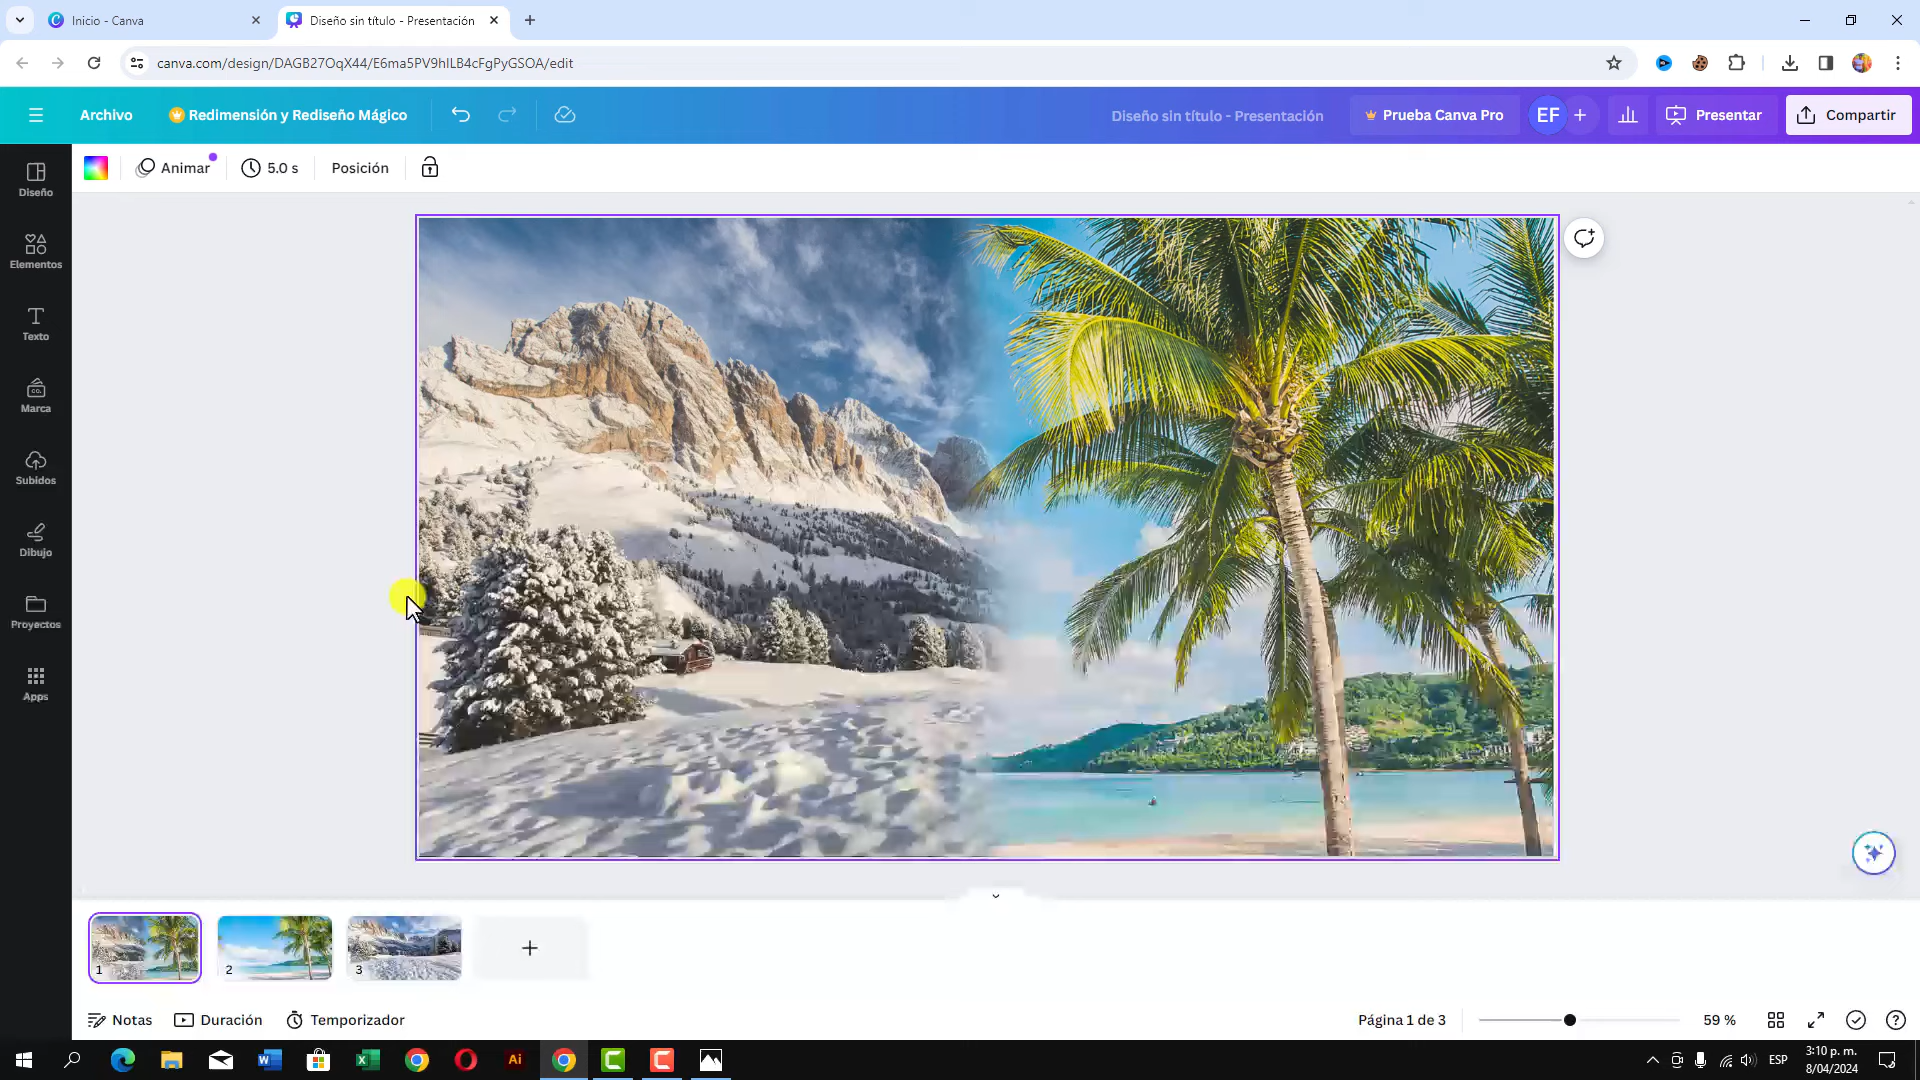 Inicio - Canva
Diseño sin título - Presentación
canva.com/design/DAGB27OqX44/E6ma5PV9hILB4cFgPyGSOA/edit
Archivo
Redimensión y Rediseño Mágico
Diseño sin título - Presentación
Prueba Canva Pro
EF
Presentar
Compartir
Animar
5.0 s
Posición
Diseño
Elementos
Texto
CO.
Marca
Subidos
Dibujo
Proyectos
Apps
1
2
3
Notas
Duración
Temporizador
Página 1 de 3
59 %
Ai
ESP
3:10 p. m.
8/04/2024